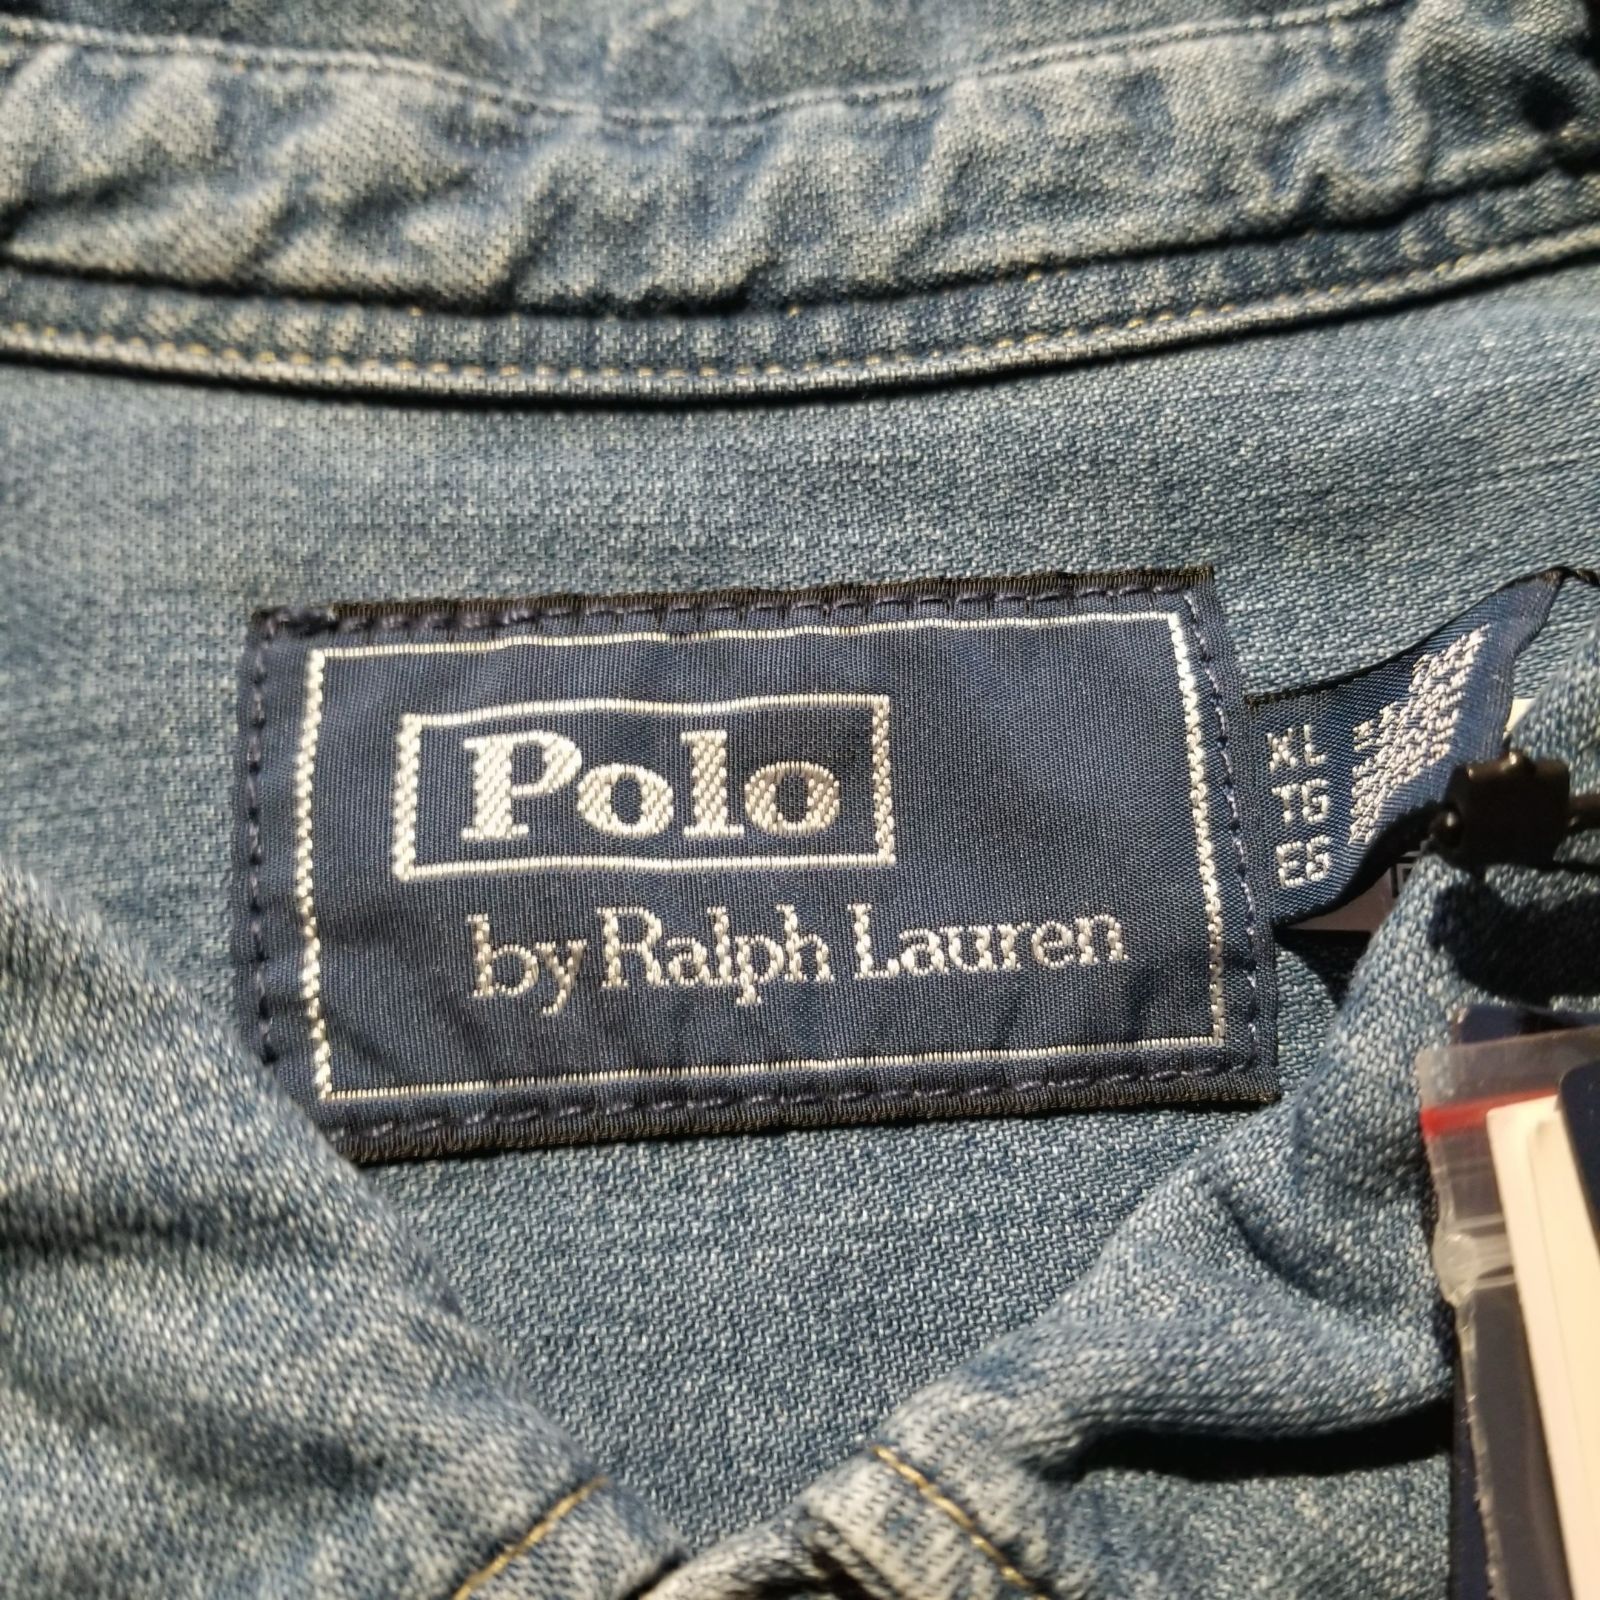 Polo
by Ralph Lauren
XL
TG
EG